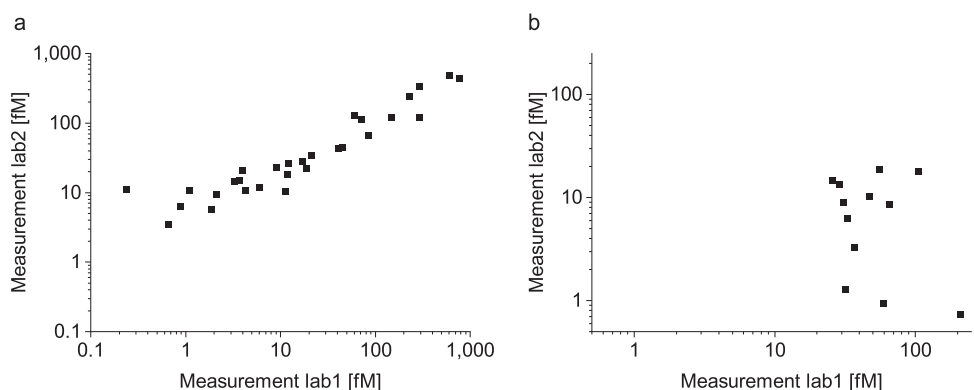 a
1,000
100
10
1
0.1
Measurement lab2 [fM]
0.1 1 10 100 1,000
Measurement lab1 [fM]
b
100
10
1
Measurement lab2 [fM]
1 10 100
Measurement lab1 [fM]